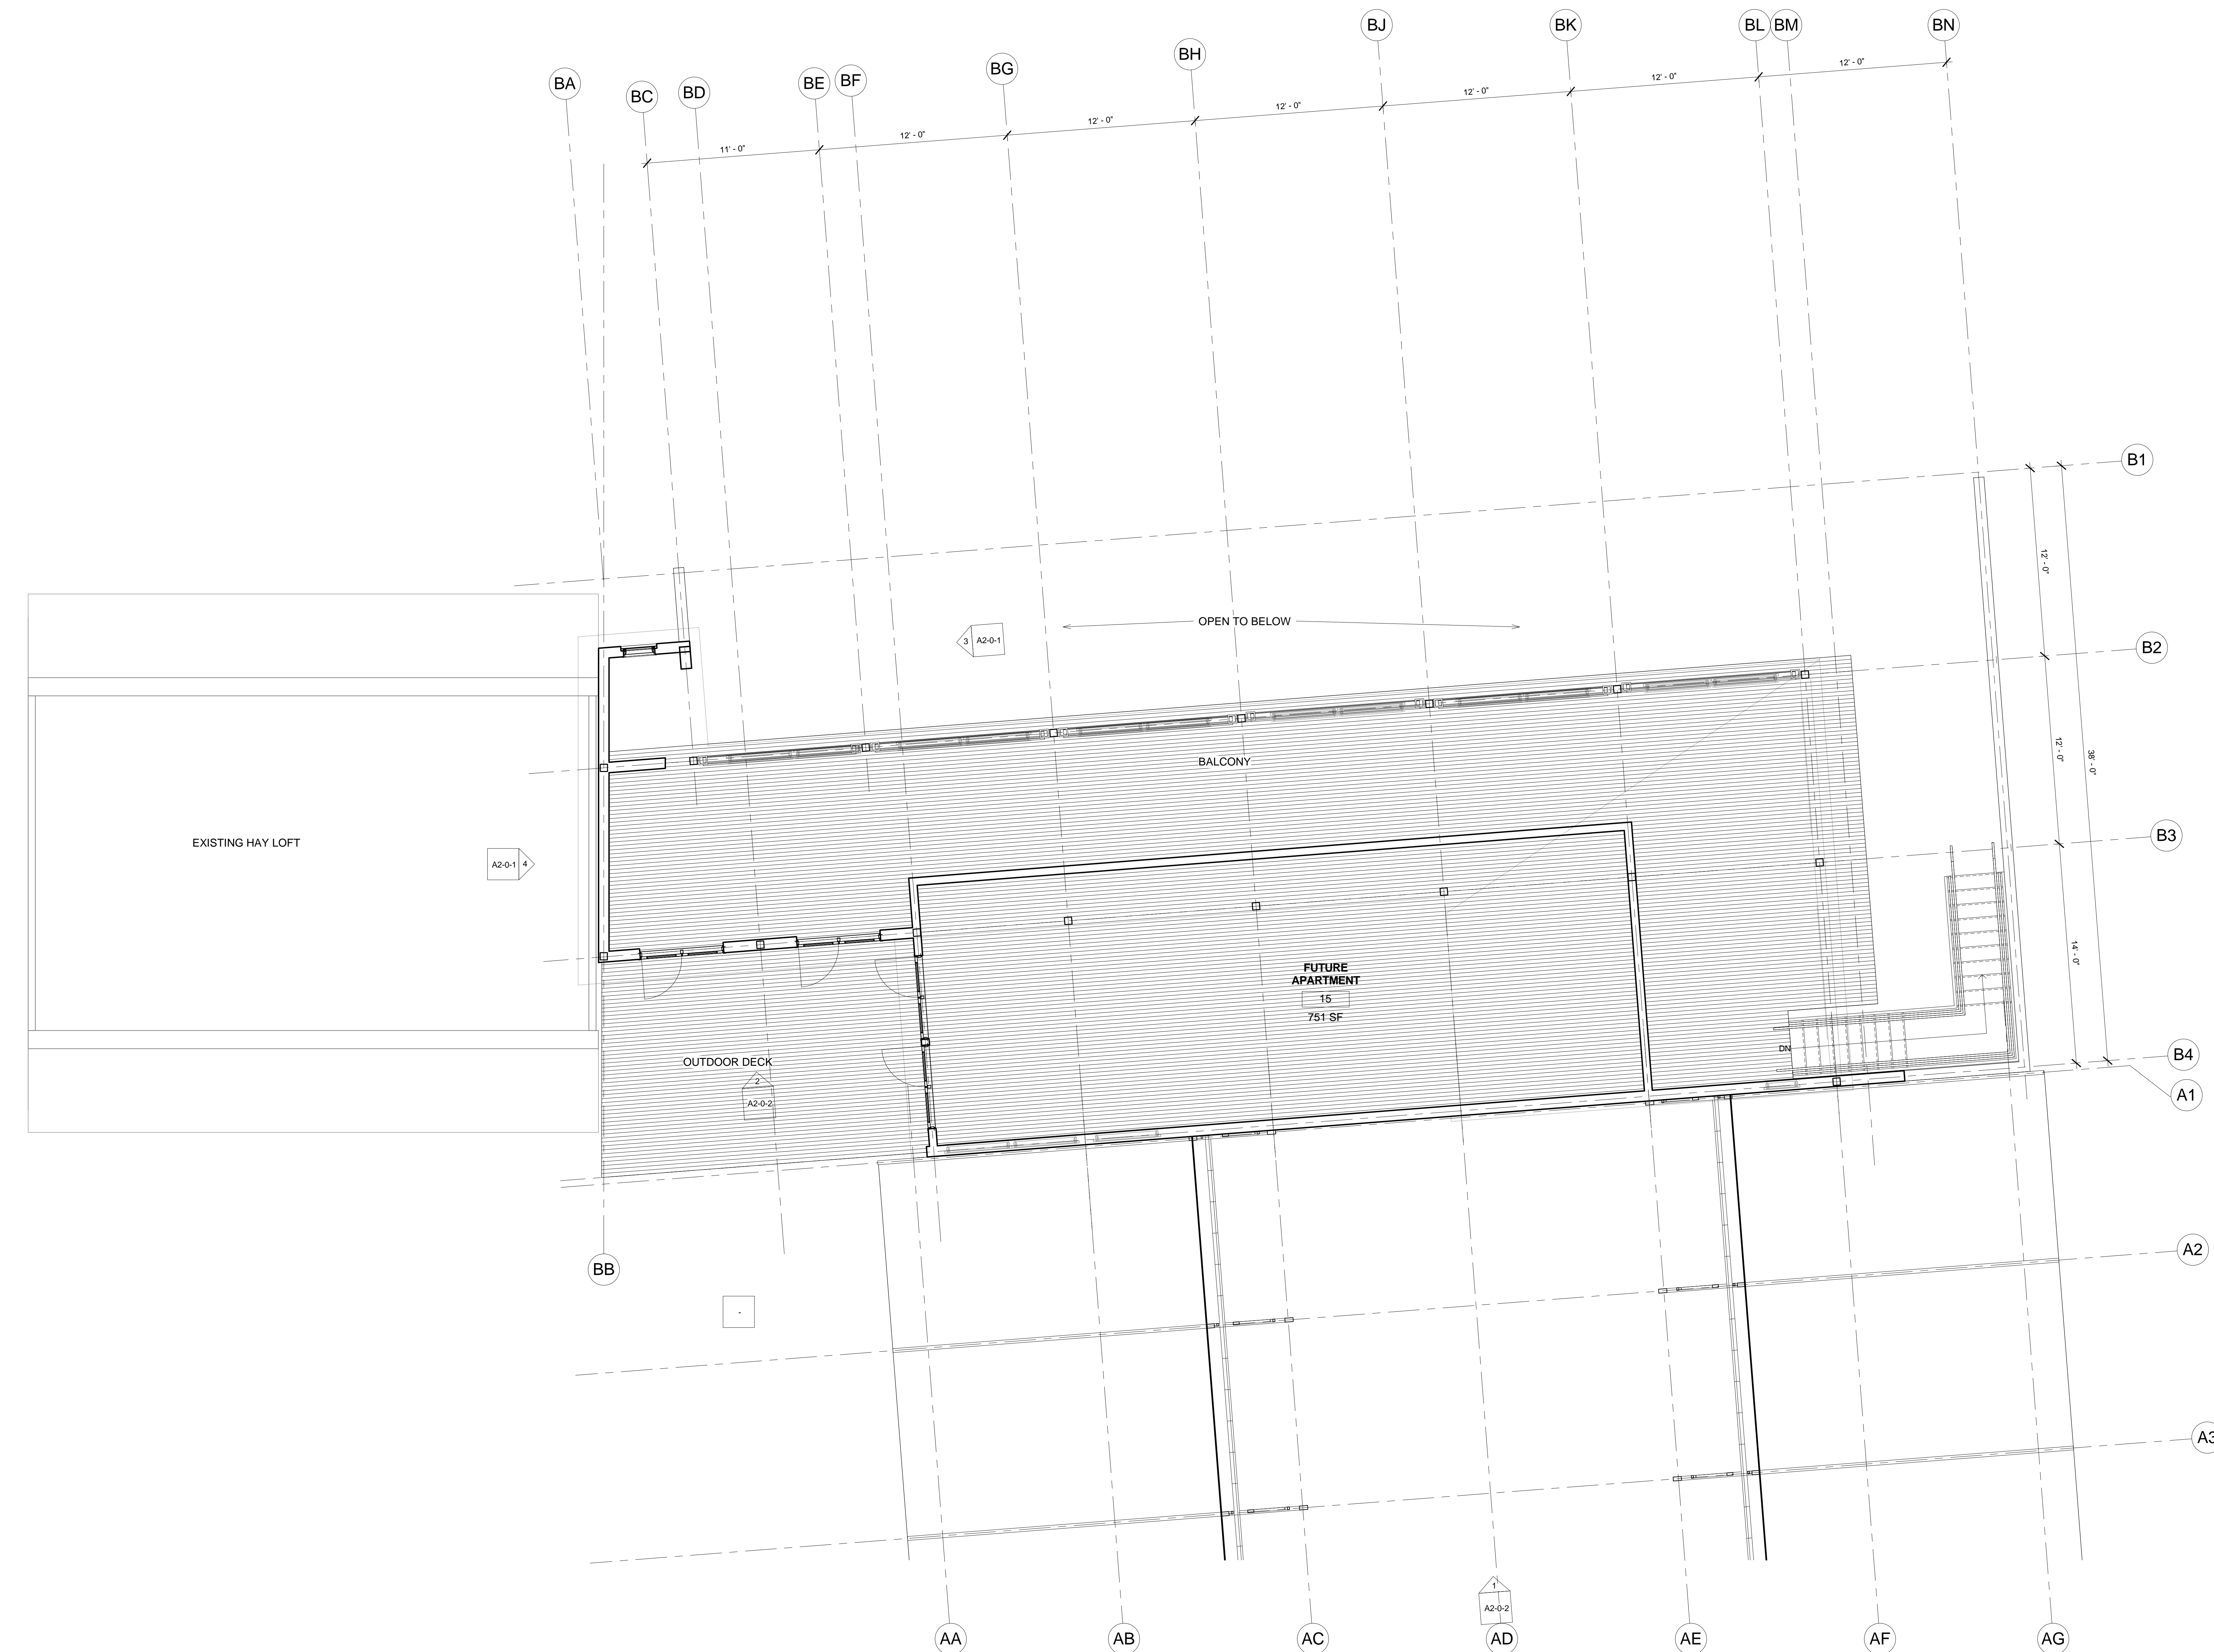 BJ
BK
BL
BM
BN
BH
BG
BA
BC
BD
BE
BF
12' - 0"
12' - 0"
12' - 0"
12' - 0"
12' - 0"
12' - 0"
11' - 0"
B1
12' - 0"
OPEN TO BELOW
3
A2-0-1
B2
12' - 0"
38' - 0"
BALCONY
EXISTING HAY LOFT
A2-0-1
4
B3
14' - 0"
FUTURE
APARTMENT
15
751 SF
DN
OUTDOOR DECK
2
A2-0-2
B4
A1
A2
BB
-
A3
1
A2-0-2
AA
AB
AC
AD
AE
AF
AG